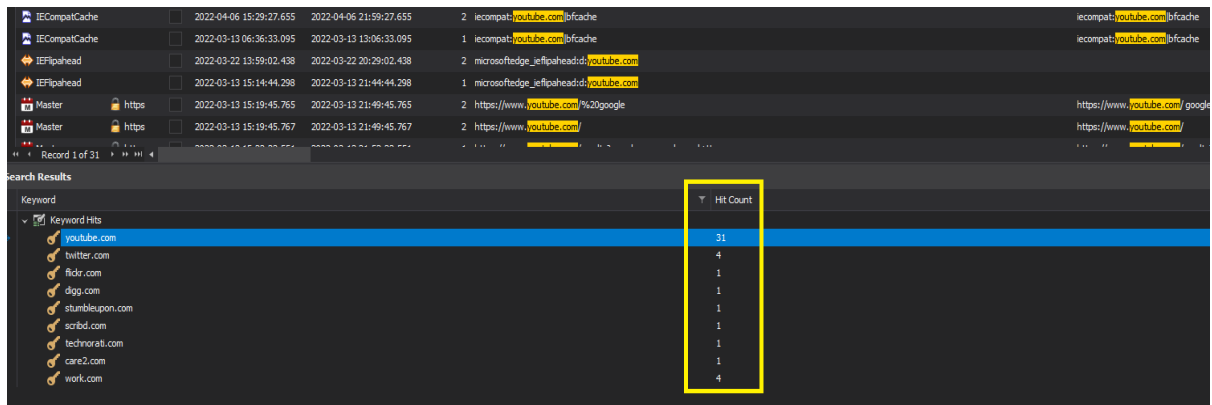 IECompatCache 2022-04-06 15:29:27.655 2022-04-06 21:59:27.655 2 iecompat:youtube.com|bfcache iecompat:youtube.com|bfcache
IECompatCache 2022-03-13 06:36:33.095 2022-03-13 13:06:33.095 1 iecompat:youtube.com|bfcache iecompat:youtube.com|bfcache
IEFlipahead 2022-03-22 13:59:02.438 2022-03-22 20:29:02.438 2 microsoftedge_ieflipahead:d:youtube.com
IEFlipahead 2022-03-13 15:14:44.298 2022-03-13 21:44:44.298 1 microsoftedge_ieflipahead:d:youtube.com
Master https 2022-03-13 15:19:45.765 2022-03-13 21:49:45.765 2 https://www.youtube.com/%20google https://www.youtube.com/ google
Master https 2022-03-13 15:19:45.767 2022-03-13 21:49:45.767 2 https://www.youtube.com/ https://www.youtube.com/
Record 1 of 31
Search Results
Keyword Hit Count
Keyword Hits
youtube.com 31
twitter.com 4
flickr.com 1
digg.com 1
stumbleupon.com 1
scribd.com 1
technorati.com 1
care2.com 1
work.com 4